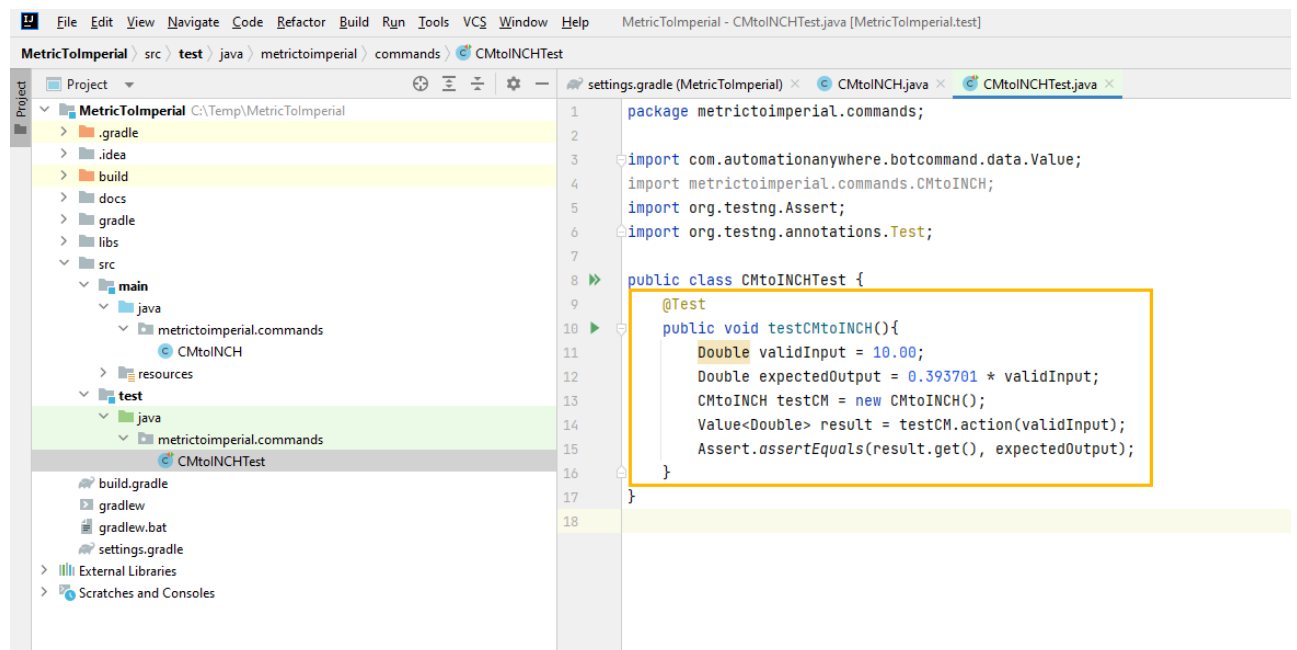 File Edit View Navigate Code Refactor Build Run Tools VCS Window Help MetricToImperial - CMtoINCHTest.java [MetricToImperial.test]
MetricToImperial src test java metrictoimperial commands CMtoINCHTest
Project
Project
settings.gradle (MetricToImperial) CMtoINCH.java CMtoINCHTest.java
MetricToImperial C:\Temp\MetricToImperial
.gradle
.idea
build
docs
gradle
libs
src
main
java
metrictoimperial.commands
CMtoINCH
resources
test
java
metrictoimperial.commands
CMtoINCHTest
build.gradle
gradlew
gradlew.bat
settings.gradle
External Libraries
Scratches and Consoles
1 package metrictoimperial.commands;
2
3 import com.automationanywhere.botcommand.data.Value;
4 import metrictoimperial.commands.CMtoINCH;
5 import org.testng.Assert;
6 import org.testng.annotations.Test;
7
8 public class CMtoINCHTest {
9 @Test
10 public void testCMtoINCH(){
11 Double validInput = 10.00;
12 Double expectedOutput = 0.393701 * validInput;
13 CMtoINCH testCM = new CMtoINCH();
14 Value<Double> result = testCM.action(validInput);
15 Assert.assertEquals(result.get(), expectedOutput);
16 }
17 }
18